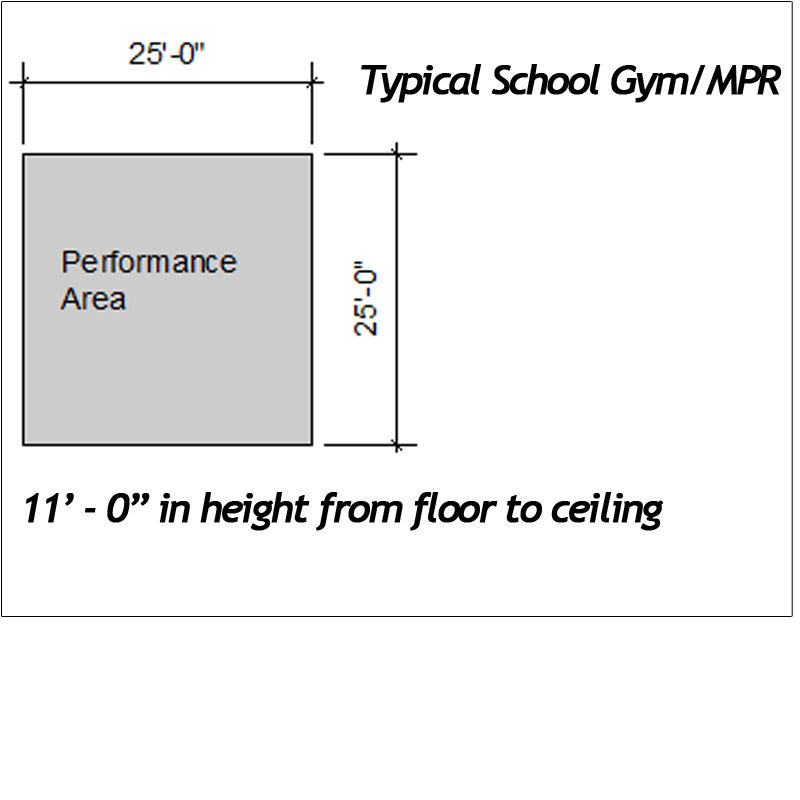 25'-0"
Typical School Gym/MPR
Performance
Area
25'-0"
11’ - 0” in height from floor to ceiling